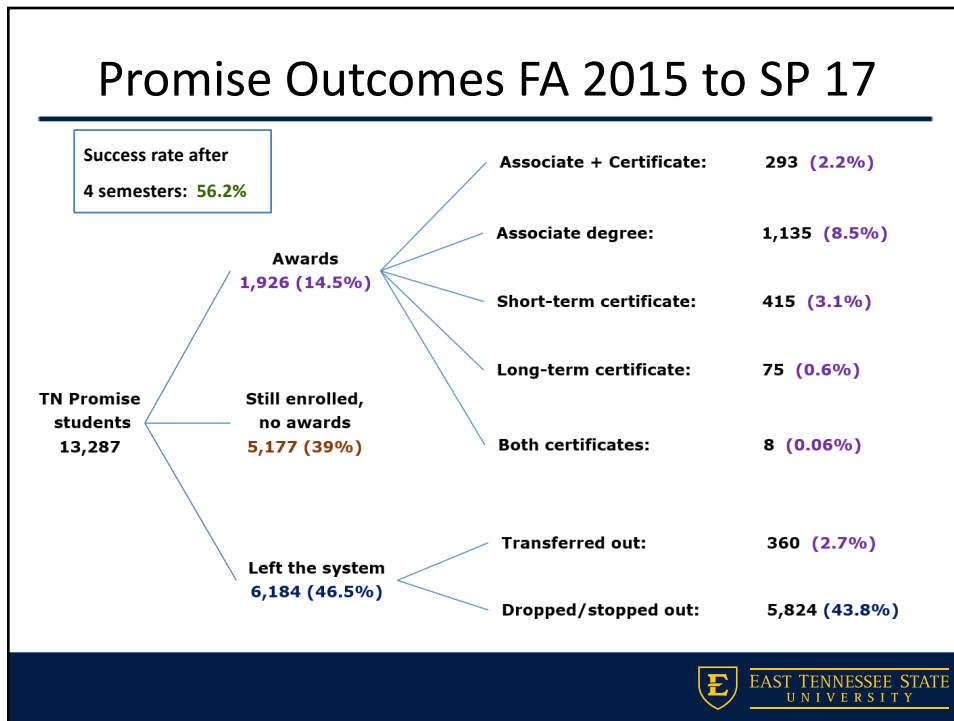 Promise Outcomes FA 2015 to SP 17
Success rate after
4 semesters: 56.2%
TN Promise
students
13,287
Awards
1,926 (14.5%)
Associate + Certificate: 293 (2.2%)
Associate degree: 1,135 (8.5%)
Short-term certificate: 415 (3.1%)
Long-term certificate: 75 (0.6%)
Both certificates: 8 (0.06%)
Still enrolled,
no awards
5,177 (39%)
Left the system
6,184 (46.5%)
Transferred out: 360 (2.7%)
Dropped/stopped out: 5,824 (43.8%)
E
EAST TENNESSEE STATE
UNIVERSITY